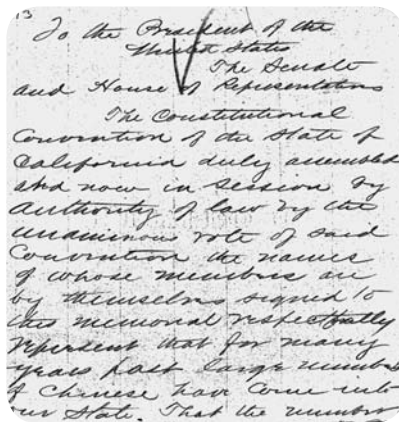 13
To the President of the
United States
The Senate
and House of Representatives
The Constitutional
Convention of the State of
California duly assembled
and now in session by
authority of law by the
unanimous vote of said
Convention the names
of whose members are
by themselves signed to
this memorial respectfully
represent that for many
years past large numbers
of Chinese have come into
our State. That the number